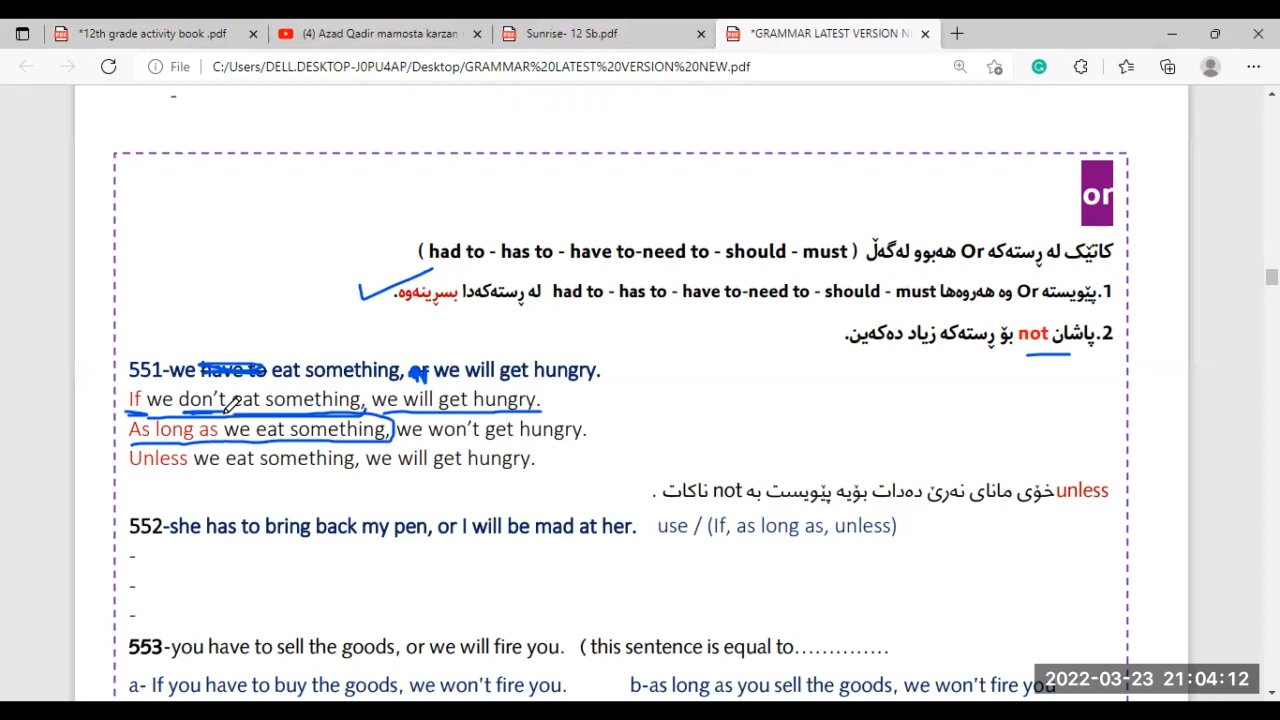 *12th grade activity book .pdf
(4) Azad Qadir mamosta karzan
Sunrise- 12 Sb.pdf
*GRAMMAR LATEST VERSION NE
File
C:/Users/DELL.DESKTOP-J0PU4AP/Desktop/GRAMMAR%20LATEST%20VERSION%20NEW.pdf
-
or
کاتێک لە ڕستەکە Or هەبوو لەگەڵ ( had to - has to - have to-need to - should - must )
1.پێویستە Or وە هەروەها had to - has to - have to-need to - should - must لە ڕستەکەدا بسڕینەوە.
2.پاشان not بۆ ڕستەکە زیاد دەکەین.
551-we have to eat something, or we will get hungry.
If we don't eat something, we will get hungry.
As long as we eat something, we won't get hungry.
Unless we eat something, we will get hungry.
unless خۆی مانای نەرێ دەدات بۆیە پێویست بە not ناکات .
552-she has to bring back my pen, or I will be mad at her. use / (If, as long as, unless)
-
-
-
553-you have to sell the goods, or we will fire you. ( this sentence is equal to..............
a- If you have to buy the goods, we won't fire you. b-as long as you sell the goods, we won't fire you
2022-03-23 21:04:12